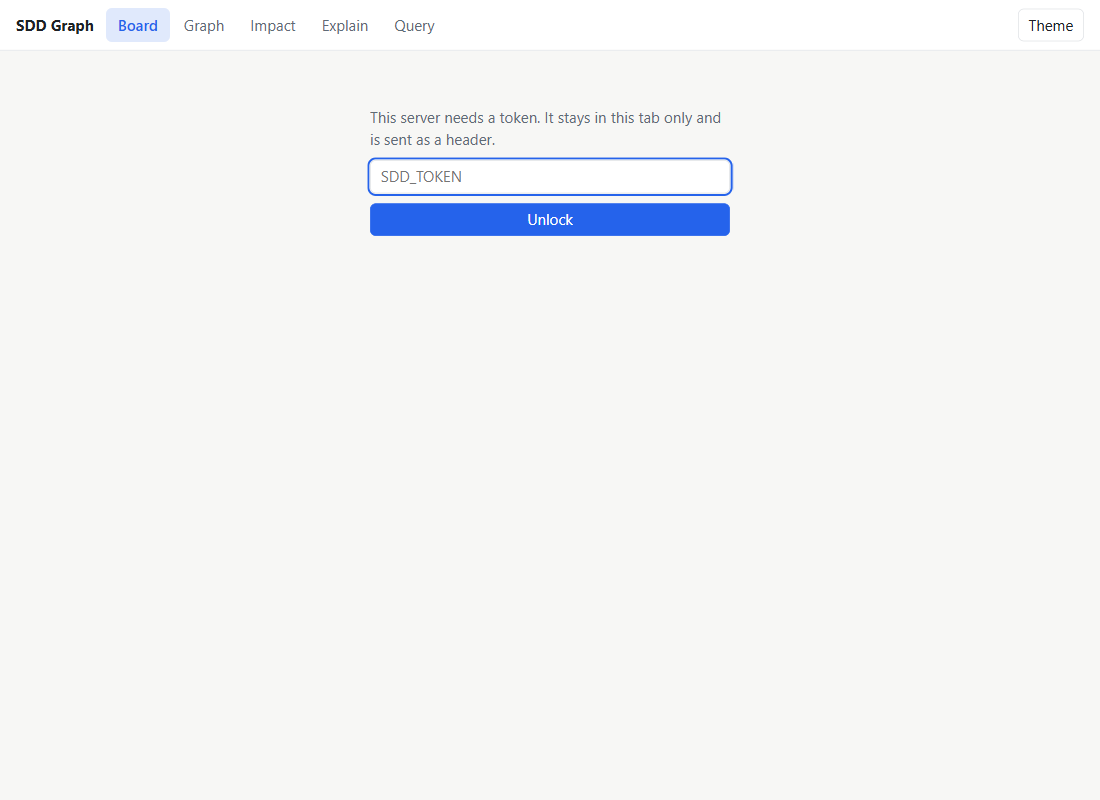 SDD Graph Board Graph Impact Explain Query Theme
This server needs a token. It stays in this tab only and
is sent as a header.
SDD_TOKEN
Unlock